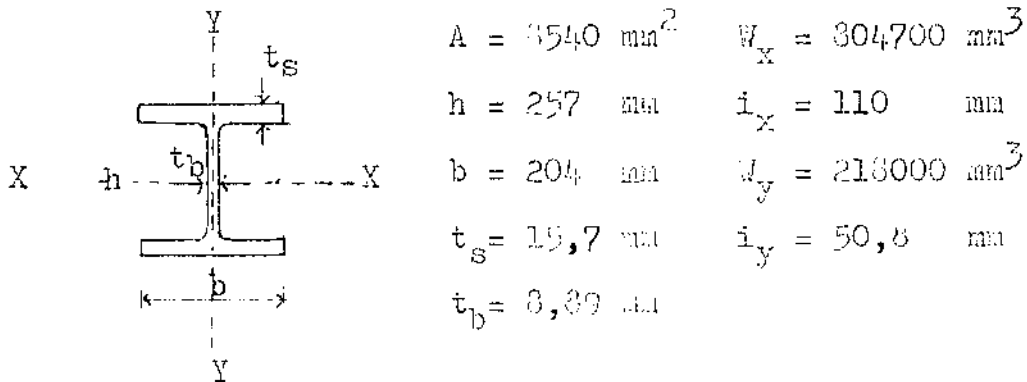 Y
t_s
t_b
X h X
b
Y
A = 8540 mm²
h = 257 mm
b = 204 mm
t_s = 15,7 mm
t_b = 8,89 mm
W_x = 804700 mm³
i_x = 110 mm
W_y = 218000 mm³
i_y = 50,8 mm